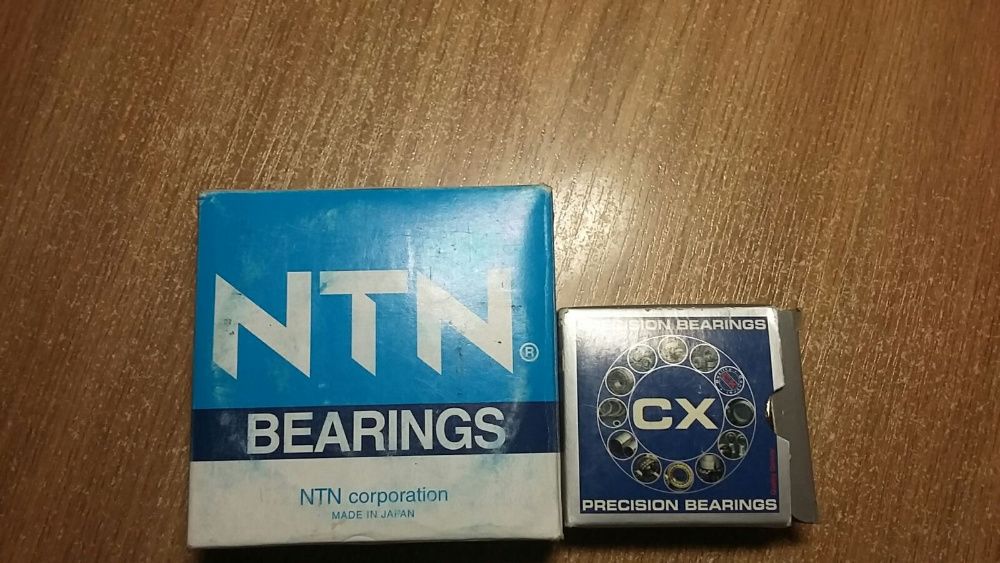 NTN®
BEARINGS
NTN corporation
MADE IN JAPAN
PRECISION BEARINGS
CX
PRECISION BEARINGS